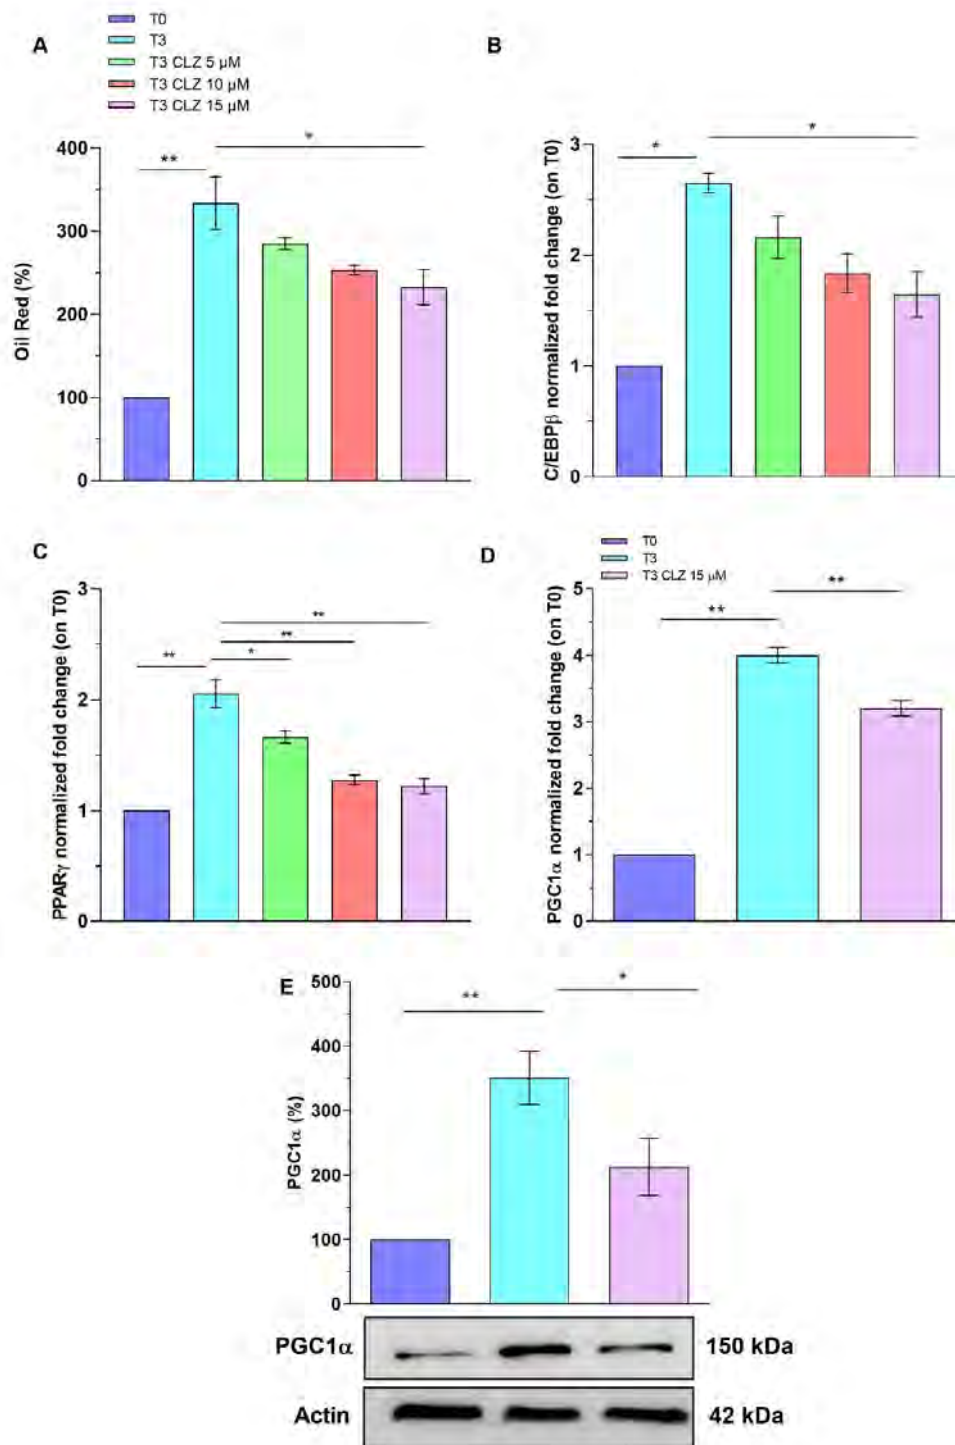 T0
T3
T3 CLZ 5 μM
T3 CLZ 10 μM
T3 CLZ 15 μM
A
Oil Red (%)
400
300
200
100
0
**
*
B
C/EBPβ normalized fold change (on T0)
3
2
1
0
*
*
C
PPARγ normalized fold change (on T0)
3
2
1
0
**
**
**
*
T0
T3
T3 CLZ 15 μM
D
PGC1α normalized fold change (on T0)
5
4
3
2
1
0
**
**
E
PGC1α (%)
500
400
300
200
100
0
**
*
PGC1α
150 kDa
Actin
42 kDa